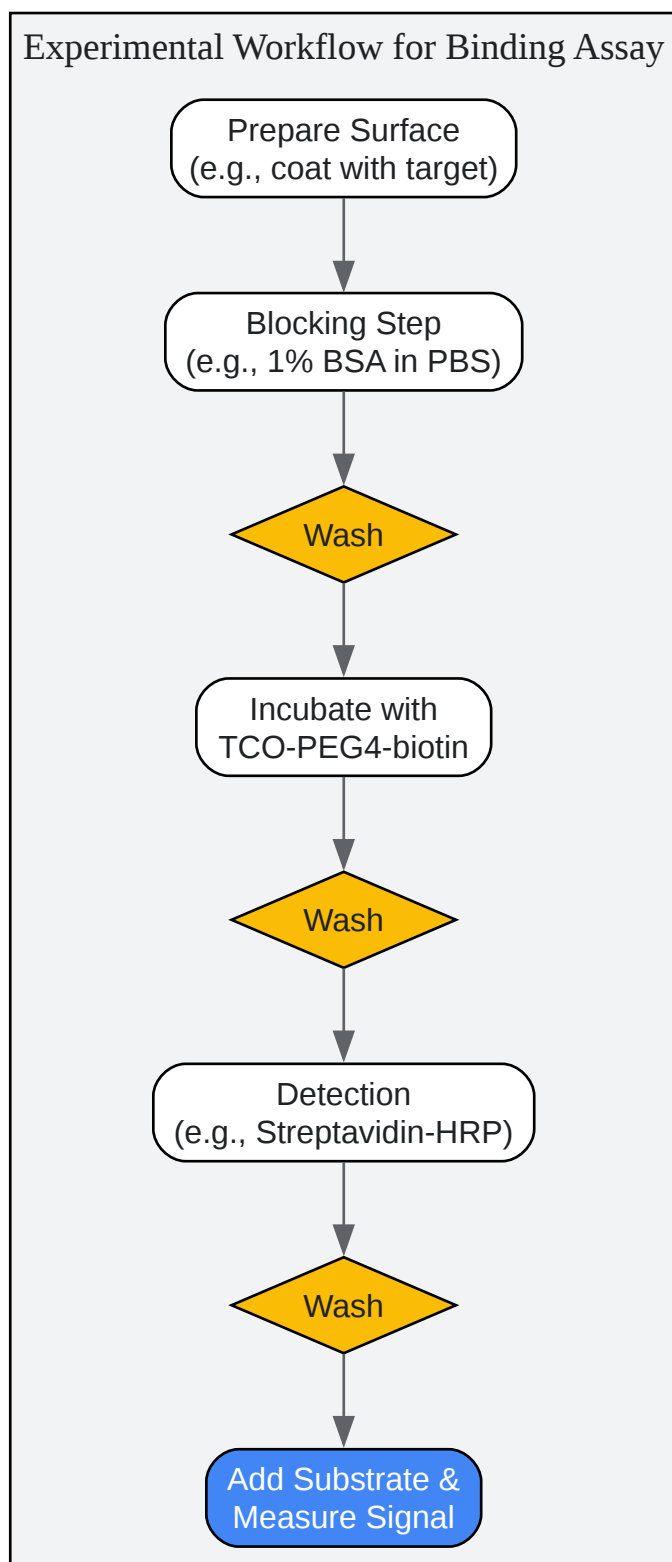 Experimental Workflow for Binding Assay
Prepare Surface
(e.g., coat with target)
Blocking Step
(e.g., 1% BSA in PBS)
Wash
Incubate with
TCO-PEG4-biotin
Wash
Detection
(e.g., Streptavidin-HRP)
Wash
Add Substrate &
Measure Signal